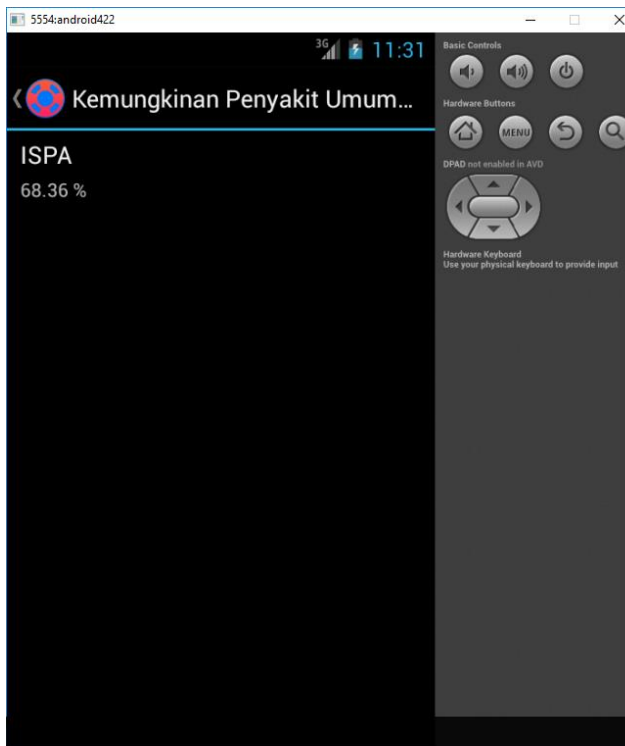 5554:android422
3G 11:31
Kemungkinan Penyakit Umum...
ISPA
68.36 %
Basic Controls
Hardware Buttons
MENU
DPAD not enabled in AVD
Hardware Keyboard
Use your physical keyboard to provide input